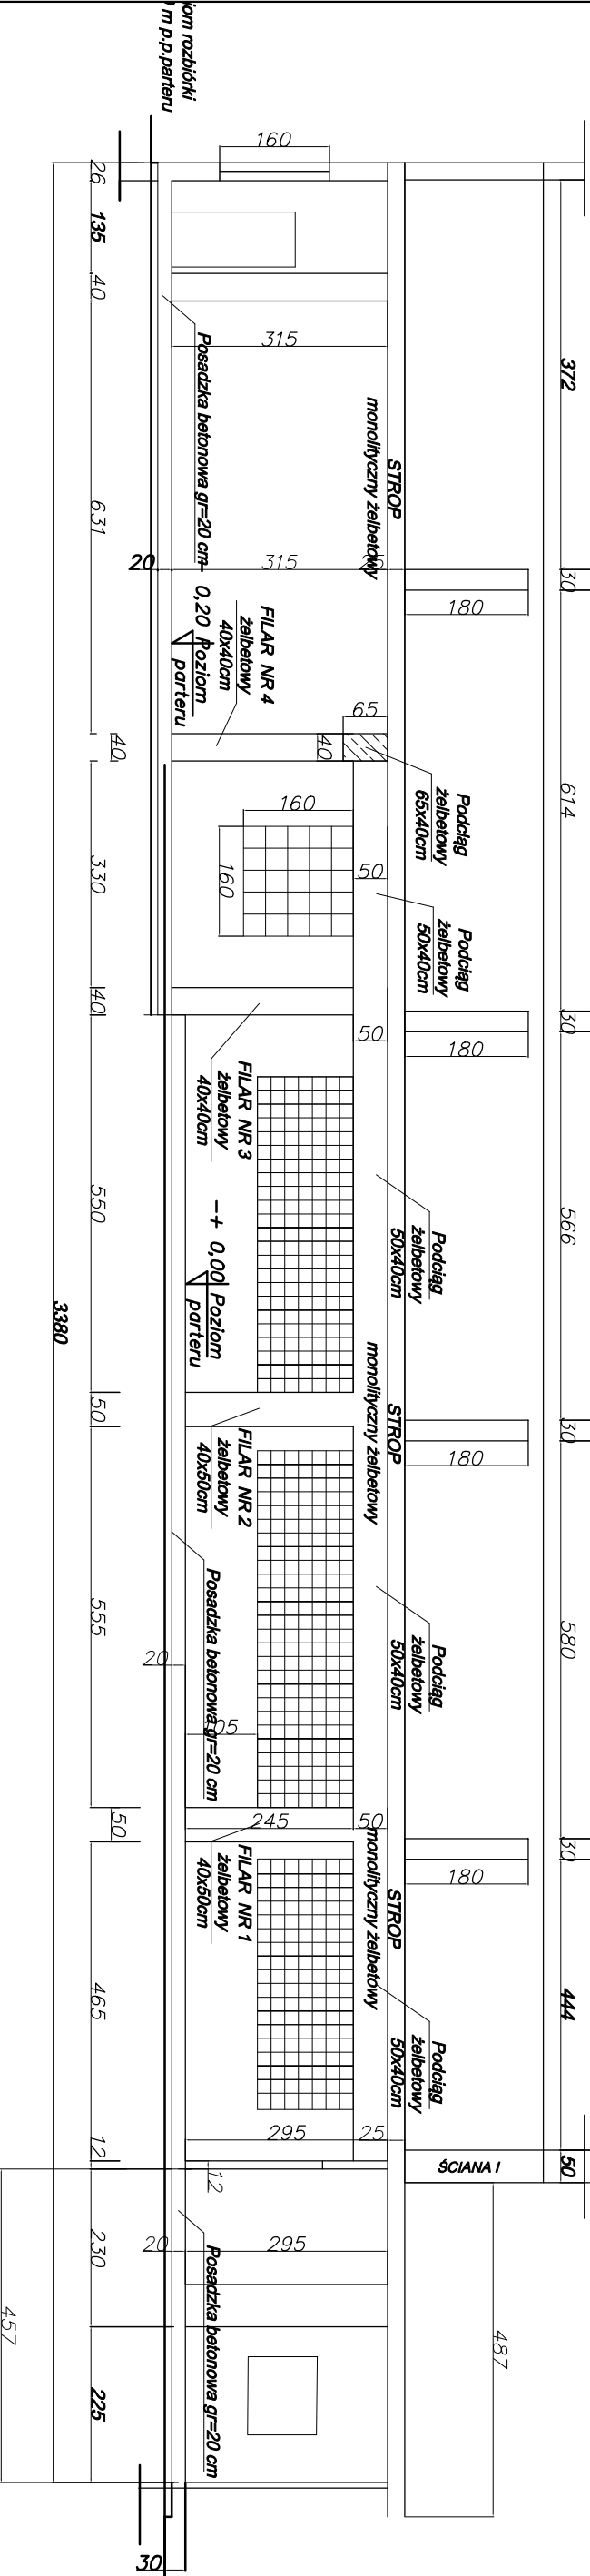 iom rozbiórki
m p.p.parteru
160
26
135
40
631
40
330
40
550
50
555
50
465
12
230
225
3380
457
372
30
614
30
566
30
580
30
444
50
487
315
Posadzka betonowa gr=20 cm
STROP
monolityczny żelbetowy
20
315
25
180
- 0,20 Poziom
parteru
FILAR NR 4
żelbetowy
40x40cm
65
40
Podciąg
żelbetowy
65x40cm
160
160
50
Podciąg
żelbetowy
50x40cm
180
50
FILAR NR 3
żelbetowy
40x40cm
Podciąg
żelbetowy
50x40cm
-+ 0,00 Poziom
parteru
STROP
monolityczny żelbetowy
180
FILAR NR 2
żelbetowy
40x50cm
Posadzka betonowa gr=20 cm
20
105
Podciąg
żelbetowy
50x40cm
245
50
180
FILAR NR 1
żelbetowy
40x50cm
STROP
monolityczny żelbetowy
Podciąg
żelbetowy
50x40cm
295
25
12
ŚCIANA I
20
295
Posadzka betonowa gr=20 cm
30